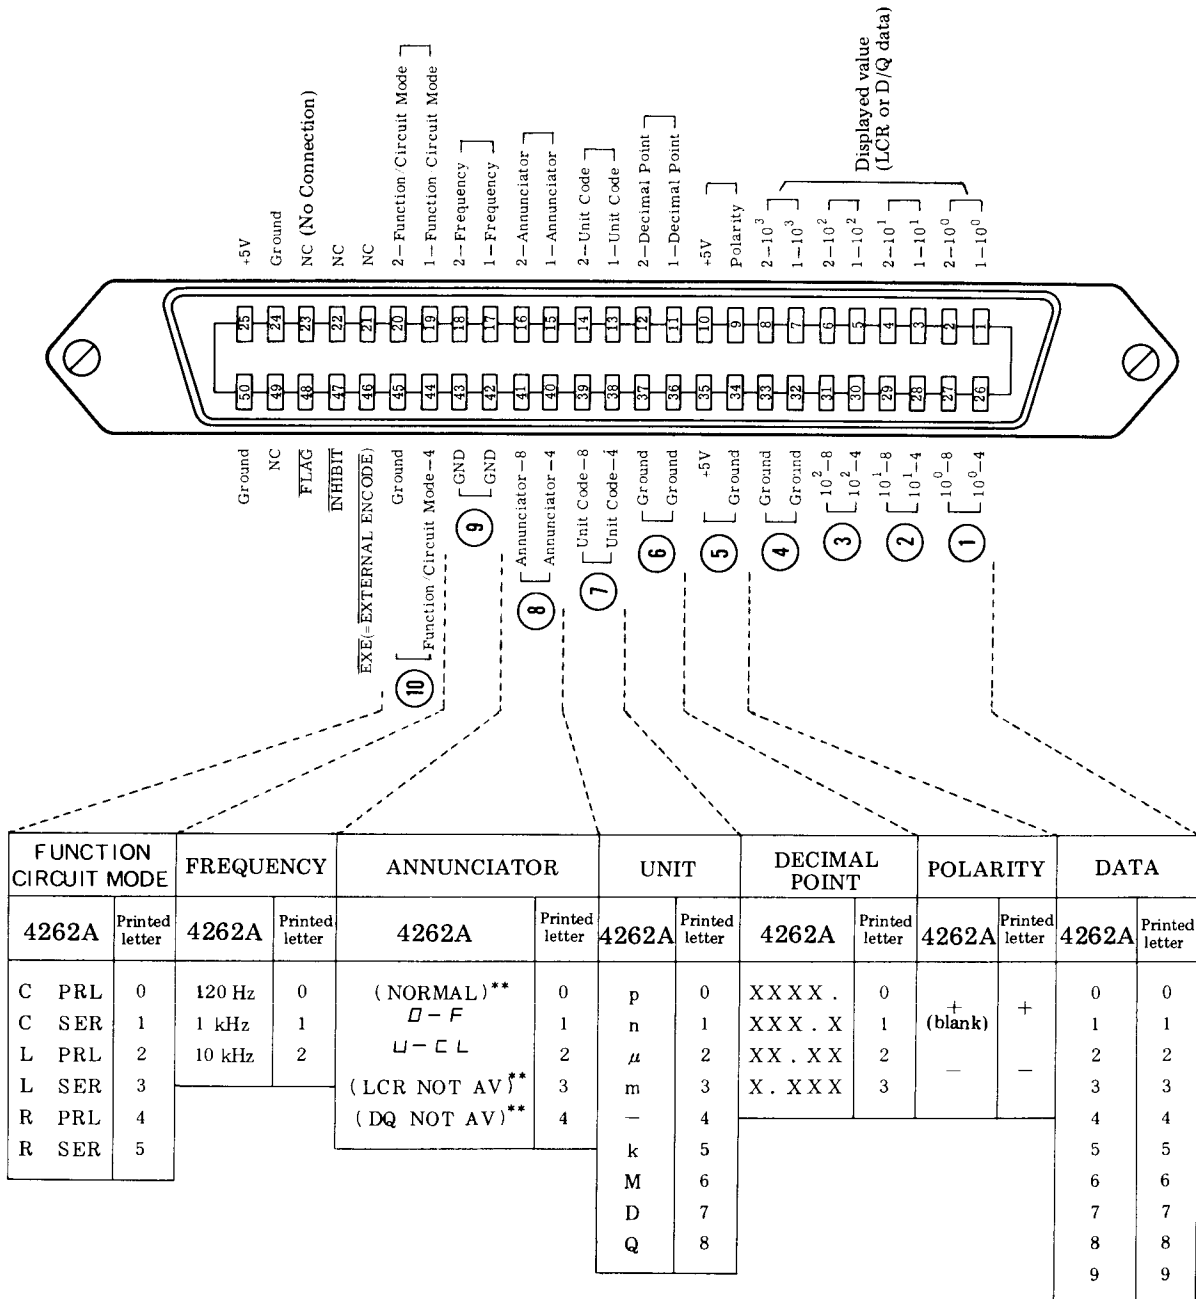 Displayed value
(LCR or D/Q data)
+5V
Ground
NC (No Connection)
NC
NC
2—Function/Circuit Mode
1—Function/Circuit Mode
2—Frequency
1—Frequency
2—Annunciator
1—Annunciator
2—Unit Code
1—Unit Code
2—Decimal Point
1—Decimal Point
+5V
Polarity
2—10³
1—10³
2—10²
1—10²
2—10¹
1—10¹
2—10⁰
1—10⁰
25 24 23 22 21 20 19 18 17 16 15 14 13 12 11 10 9 8 7 6 5 4 3 2 1
50 49 48 47 46 45 44 43 42 41 40 39 38 37 36 35 34 33 32 31 30 29 28 27 26
Ground
NC
FLAG
INHIBIT
EXE(=EXTERNAL ENCODE)
Ground
Function/Circuit Mode—4
GND
GND
Annunciator—8
Annunciator—4
Unit Code—8
Unit Code—4
Ground
Ground
+5V
Ground
Ground
Ground
10²—8
10²—4
10¹—8
10¹—4
10⁰—8
10⁰—4
10 9 8 7 6 5 4 3 2 1
FUNCTION CIRCUIT MODE
4262A Printed letter
C PRL 0
C SER 1
L PRL 2
L SER 3
R PRL 4
R SER 5
FREQUENCY
4262A Printed letter
120 Hz 0
1 kHz 1
10 kHz 2
ANNUNCIATOR
4262A Printed letter
(NORMAL)** 0
O-F 1
U-CL 2
(LCR NOT AV)** 3
(DQ NOT AV)** 4
UNIT
4262A Printed letter
p 0
n 1
μ 2
m 3
— 4
k 5
M 6
D 7
Q 8
DECIMAL POINT
4262A Printed letter
XXXX. 0
XXX.X 1
XX.XX 2
X.XXX 3
POLARITY
4262A Printed letter
+ (blank) +
— —
DATA
4262A Printed letter
0 0
1 1
2 2
3 3
4 4
5 5
6 6
7 7
8 8
9 9